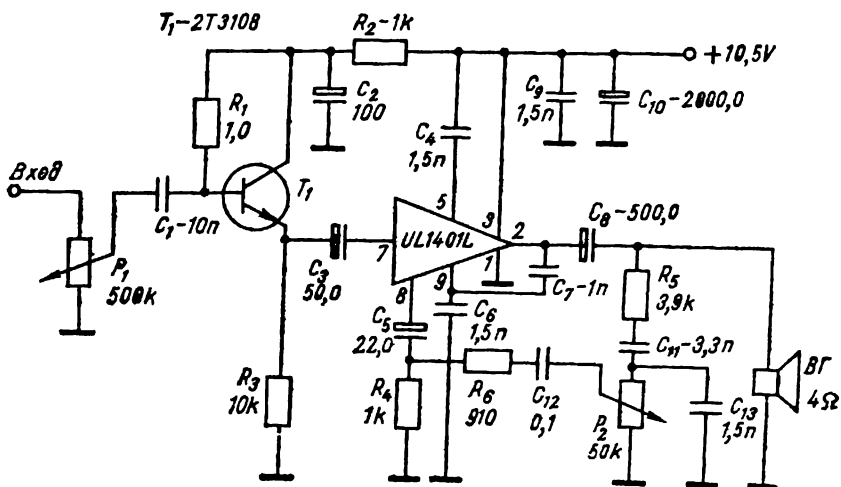 T₁-2T3108
R₂-1k
+10,5V
R₁
1,0
C₂
100
C₄
1,5n
C₉
1,5n
C₁₀-2000,0
Вход
C₁-10n
T₁
P₁
500k
C₃
50,0
7
5
3
UL1401L
2
1
8
9
C₈-500,0
C₇-1n
R₅
3,9k
C₅
22,0
C₆
1,5n
C₁₁-3,3n
R₃
10k
R₄
1k
R₆
910
C₁₂
0,1
P₂
50k
C₁₃
1,5n
ВГ
4Ω